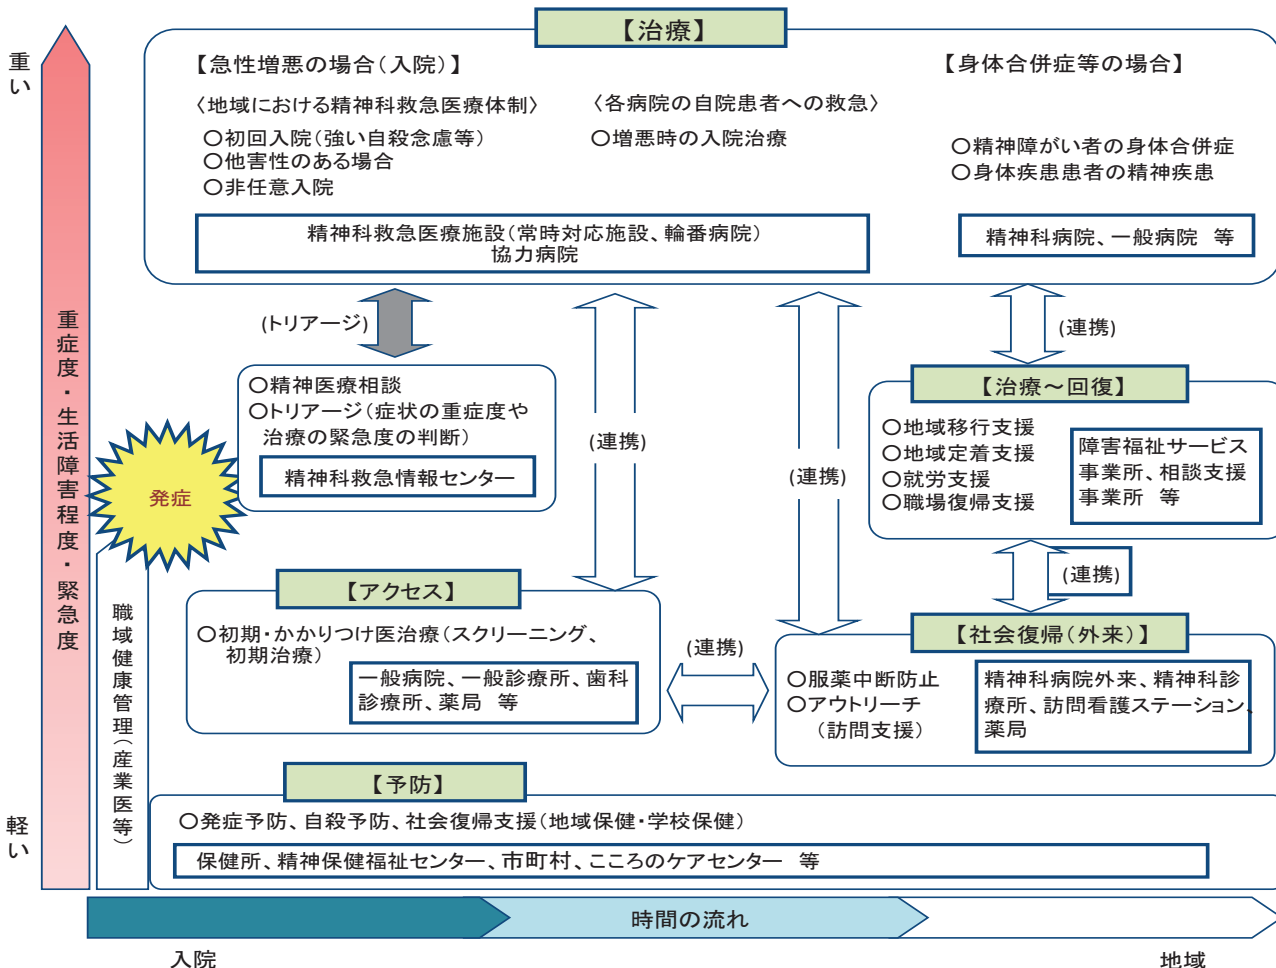 【治療】
重い
【急性増悪の場合（入院）】
【身体合併症等の場合】
〈地域における精神科救急医療体制〉
〈各病院の自院患者への救急〉
○初回入院（強い自殺念慮等）
○他害性のある場合
○非任意入院
○増悪時の入院治療
○精神障がい者の身体合併症
○身体疾患患者の精神疾患
精神科救急医療施設（常時対応施設、輪番病院）
協力病院
精神科病院、一般病院 等
(トリアージ)
(連携)
重症度・生活障害程度・緊急度
○精神医療相談
○トリアージ（症状の重症度や
治療の緊急度の判断）
精神科救急情報センター
発症
(連携)
(連携)
【治療～回復】
○地域移行支援
○地域定着支援
○就労支援
○職場復帰支援
障害福祉サービス
事業所、相談支援
事業所 等
(連携)
職域健康管理（産業医等）
【アクセス】
○初期・かかりつけ医治療（スクリーニング、
初期治療）
一般病院、一般診療所、歯科
診療所、薬局 等
(連携)
【社会復帰（外来）】
○服薬中断防止
○アウトリーチ
（訪問支援）
精神科病院外来、精神科診
療所、訪問看護ステーション、
薬局
【予防】
○発症予防、自殺予防、社会復帰支援（地域保健・学校保健）
保健所、精神保健福祉センター、市町村、こころのケアセンター 等
軽い
時間の流れ
入院
地域